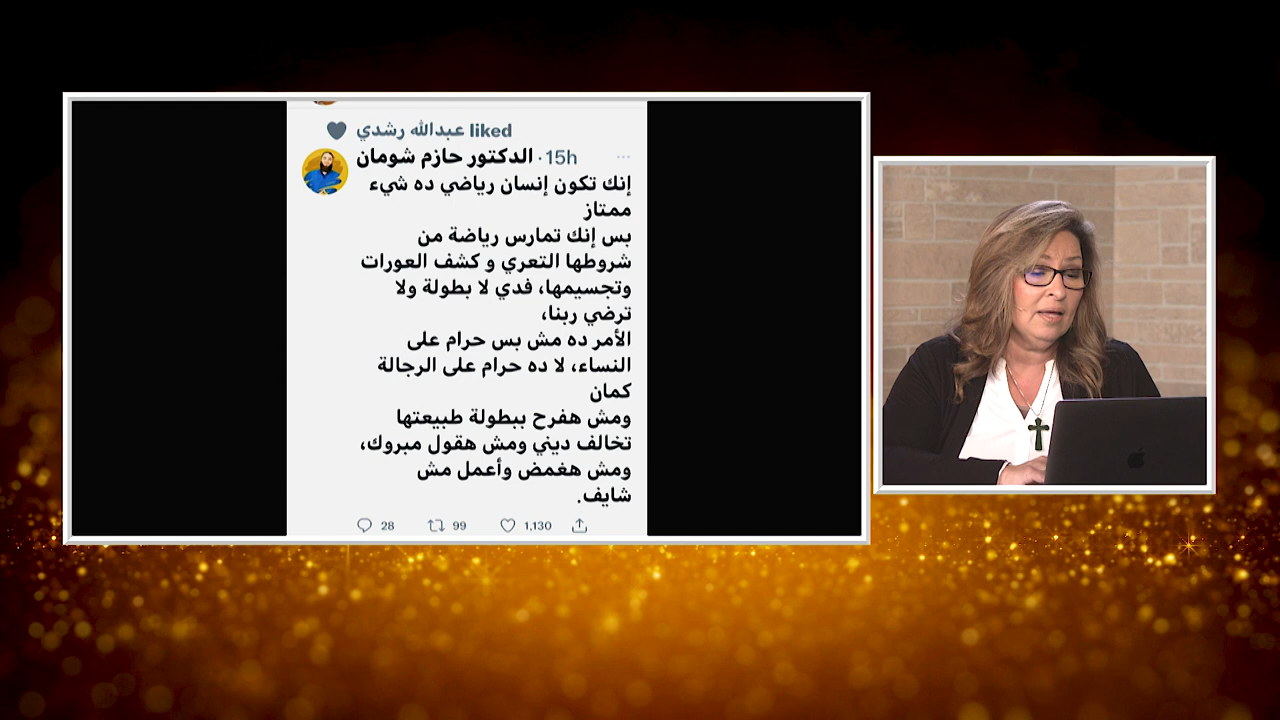 عبدالله رشدي liked
الدكتور حازم شومان · 15h
إنك تكون إنسان رياضي ده شيء
ممتاز
بس إنك تمارس رياضة من
شروطها التعري و كشف العورات
وتجسيمها، فدي لا بطولة ولا
ترضي ربنا،
الأمر ده مش بس حرام على
النساء، لا ده حرام على الرجالة
كمان
ومش هفرح ببطولة طبيعتها
تخالف ديني ومش هقول مبروك،
ومش هغمض وأعمل مش
شايف.
28 99 1,130